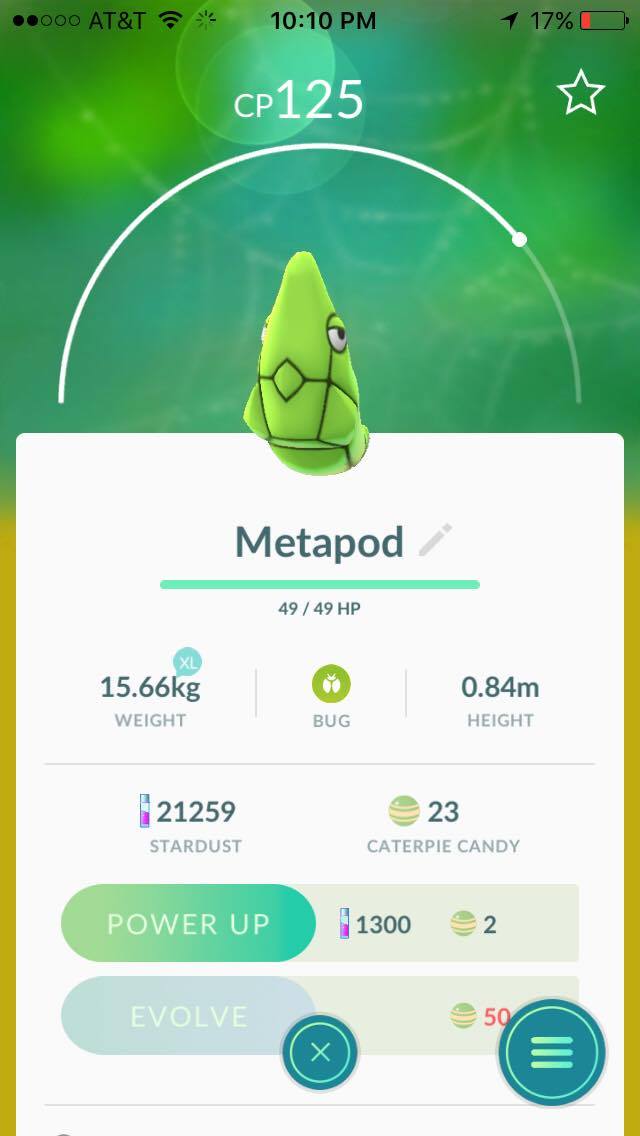 AT&T 10:10 PM 17%
CP125
Metapod
49 / 49 HP
XL
15.66kg 0.84m
WEIGHT BUG HEIGHT
21259 23
STARDUST CATERPIE CANDY
POWER UP 1300 2
EVOLVE 50